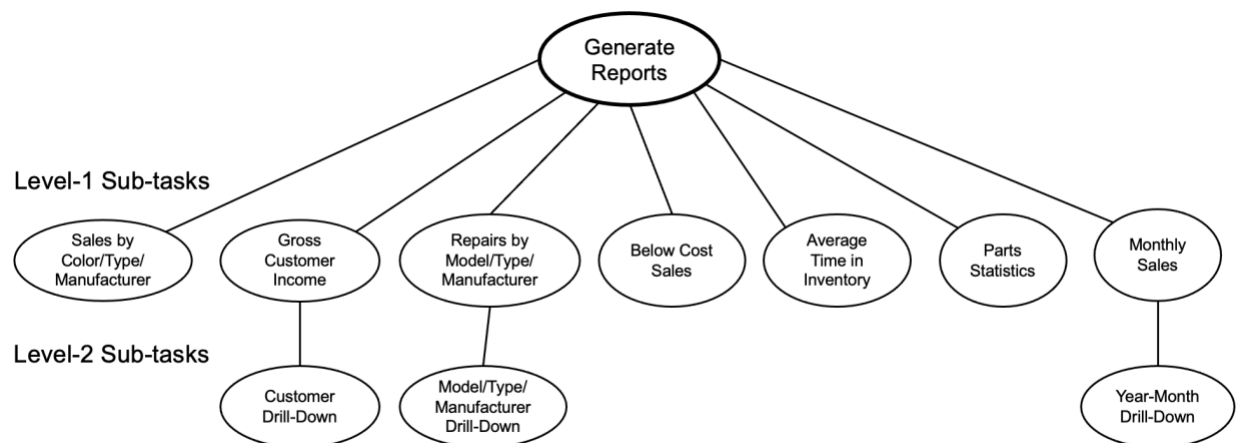 Generate
Reports
Level-1 Sub-tasks
Sales by
Color/Type/
Manufacturer
Gross
Customer
Income
Repairs by
Model/Type/
Manufacturer
Below Cost
Sales
Average
Time in
Inventory
Parts
Statistics
Monthly
Sales
Level-2 Sub-tasks
Customer
Drill-Down
Model/Type/
Manufacturer
Drill-Down
Year-Month
Drill-Down